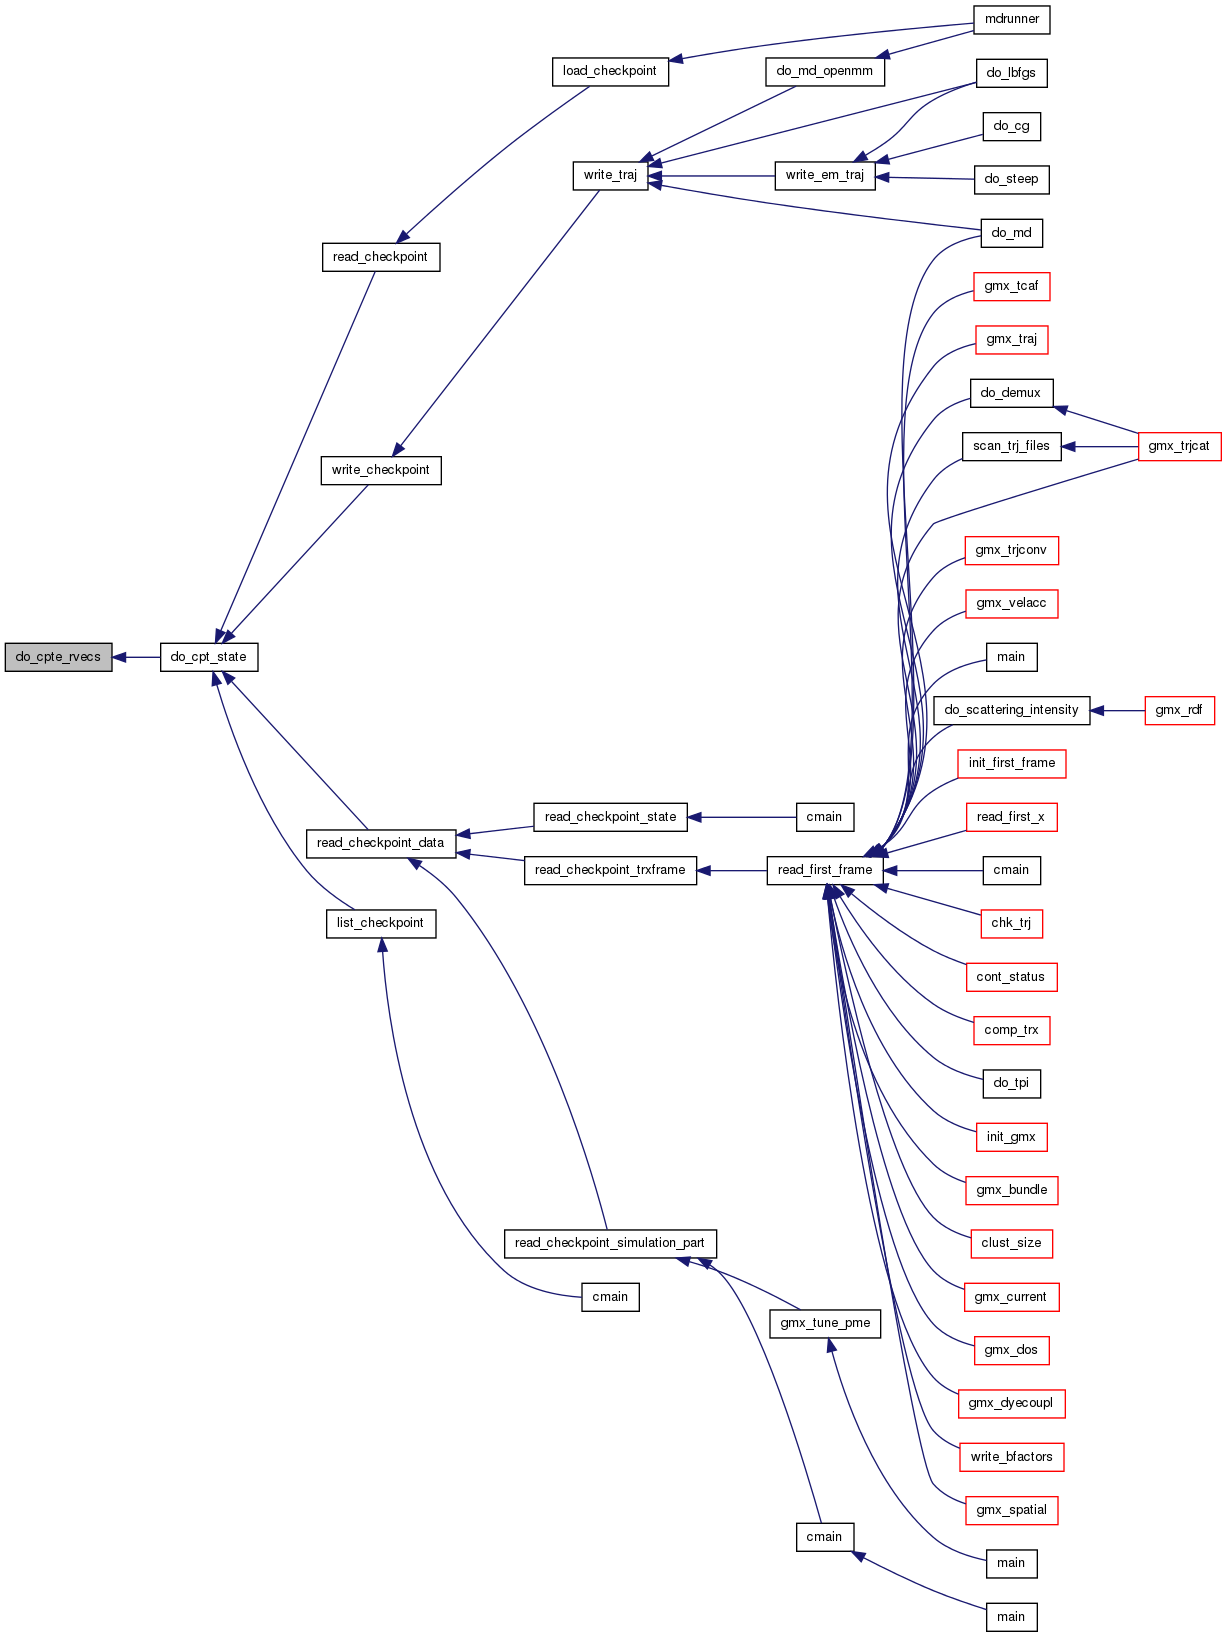 mdrunner
load_checkpoint
do_md_openmm
do_lbfgs
do_cg
write_traj
write_em_traj
do_steep
do_md
read_checkpoint
gmx_tcaf
gmx_traj
do_demux
scan_trj_files
gmx_trjcat
write_checkpoint
gmx_trjconv
gmx_velacc
do_cpte_rvecs
do_cpt_state
main
do_scattering_intensity
gmx_rdf
init_first_frame
read_checkpoint_state
cmain
read_first_x
read_checkpoint_data
read_checkpoint_trxframe
read_first_frame
cmain
list_checkpoint
chk_trj
cont_status
comp_trx
do_tpi
init_gmx
gmx_bundle
read_checkpoint_simulation_part
clust_size
cmain
gmx_current
gmx_tune_pme
gmx_dos
gmx_dyecoupl
write_bfactors
gmx_spatial
cmain
main
main